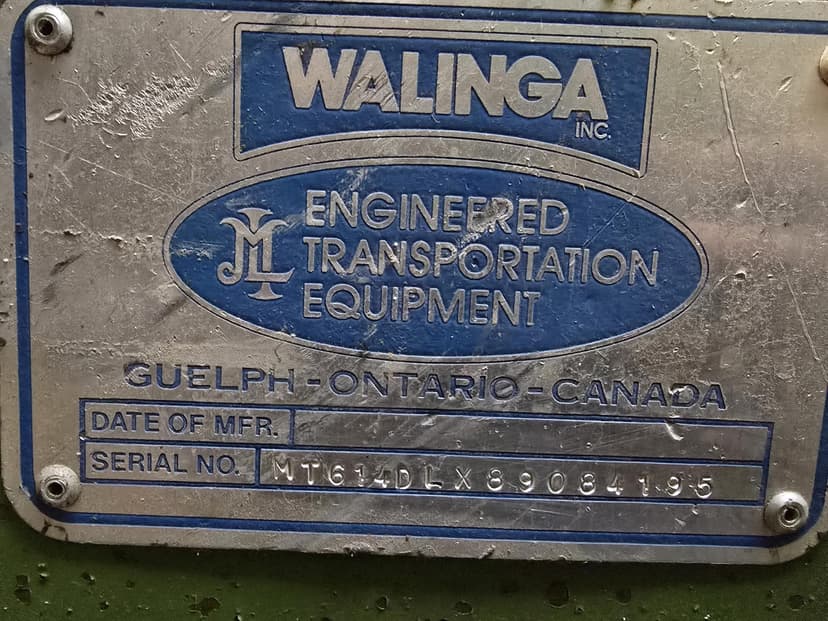 WALINGA
INC.
ENGINEERED
TRANSPORTATION
EQUIPMENT
GUELPH - ONTARIO - CANADA
DATE OF MFR.
SERIAL NO. MT614DLX89084195